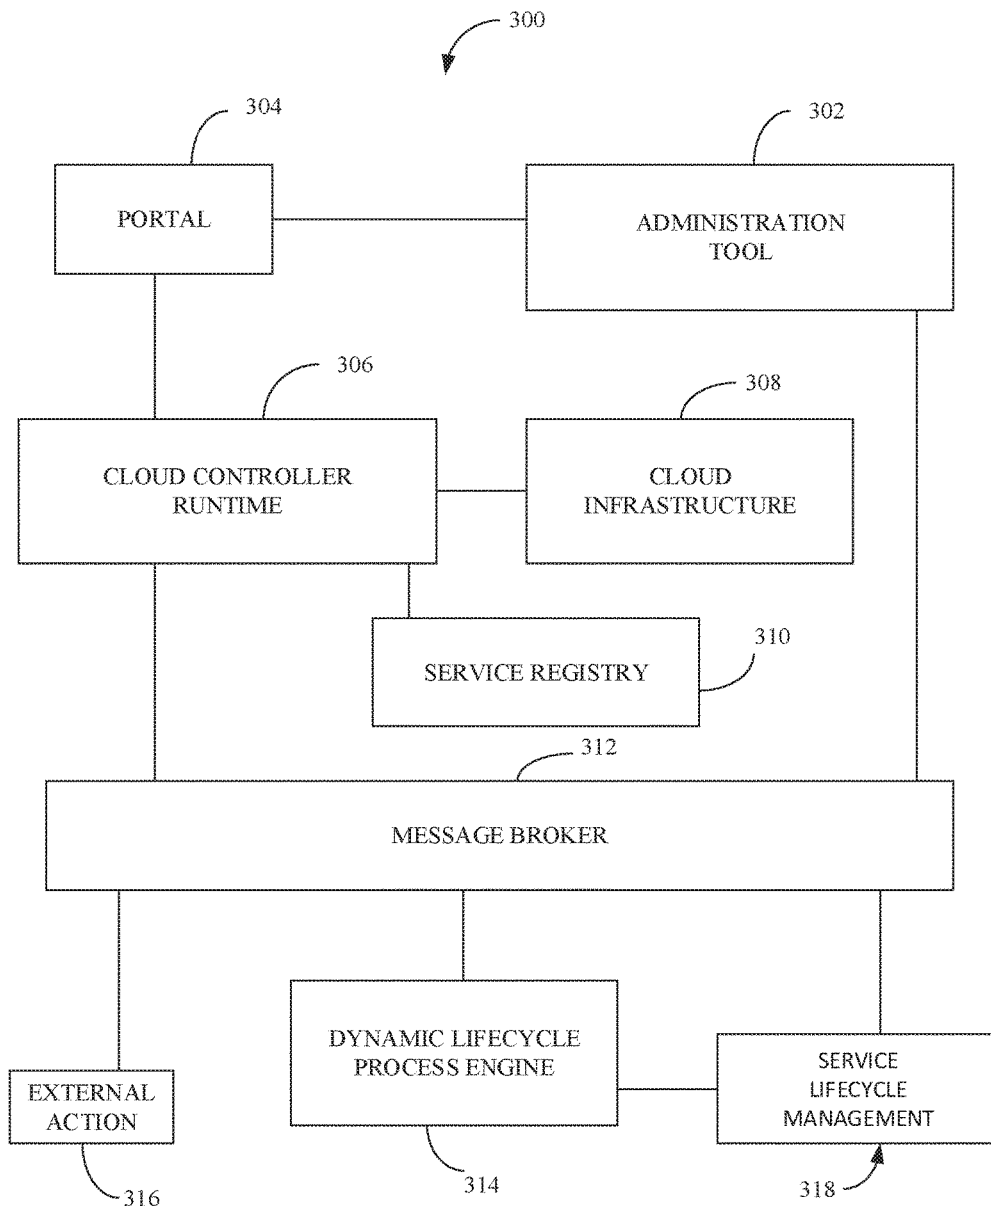 300
304
302
PORTAL
ADMINISTRATION
TOOL
306
308
CLOUD CONTROLLER
RUNTIME
CLOUD
INFRASTRUCTURE
SERVICE REGISTRY
310
312
MESSAGE BROKER
DYNAMIC LIFECYCLE
PROCESS ENGINE
SERVICE
LIFECYCLE
MANAGEMENT
EXTERNAL
ACTION
316
314
318